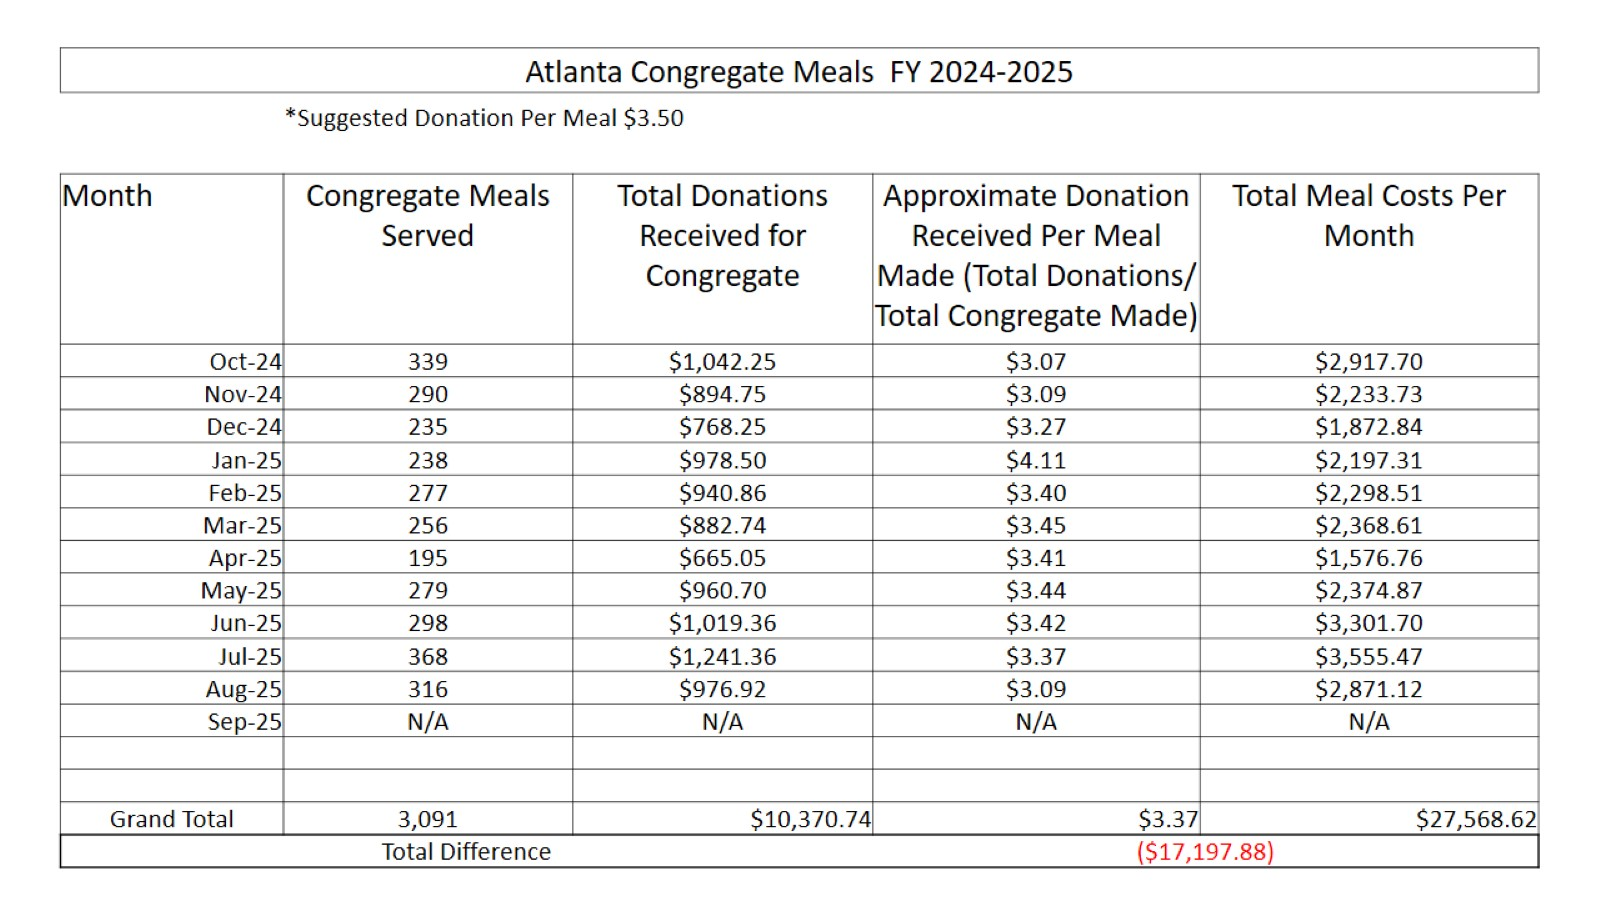 Atlanta Congregate Meals  FY 2024-2025
*Suggested Donation Per Meal $3.50
Month
Congregate Meals
Served
Total Donations
Received for
Congregate
Approximate Donation
Received Per Meal
Made (Total Donations/
Total Congregate Made)
Total Meal Costs Per
Month
Oct-24 339 $1,042.25 $3.07 $2,917.70
Nov-24 290 $894.75 $3.09 $2,233.73
Dec-24 235 $768.25 $3.27 $1,872.84
Jan-25 238 $978.50 $4.11 $2,197.31
Feb-25 277 $940.86 $3.40 $2,298.51
Mar-25 256 $882.74 $3.45 $2,368.61
Apr-25 195 $665.05 $3.41 $1,576.76
May-25 279 $960.70 $3.44 $2,374.87
Jun-25 298 $1,019.36 $3.42 $3,301.70
Jul-25 368 $1,241.36 $3.37 $3,555.47
Aug-25 316 $976.92 $3.09 $2,871.12
Sep-25 N/A N/A N/A N/A
Grand Total 3,091 $10,370.74 $3.37 $27,568.62
Total Difference ($17,197.88)